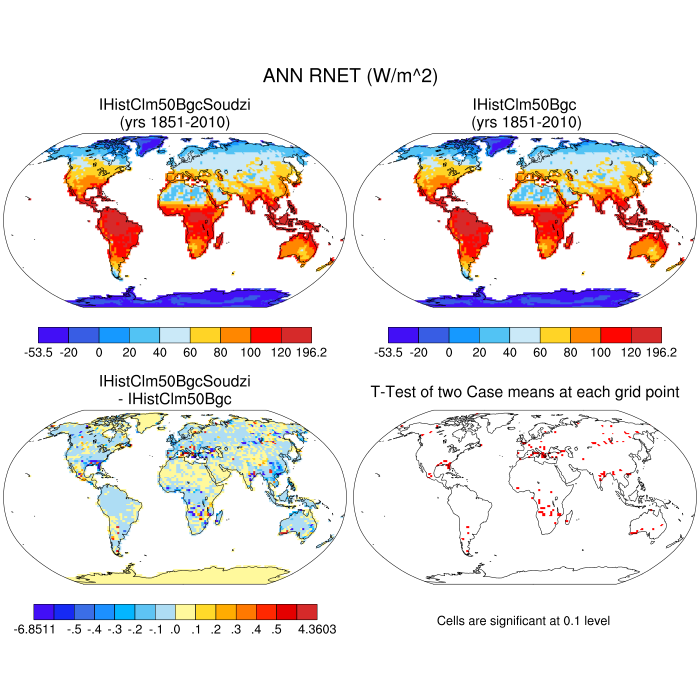 ANN RNET (W/m^2)
IHistClm50BgcSoudzi
(yrs 1851-2010)
IHistClm50Bgc
(yrs 1851-2010)
-53.5 -20 0 20 40 60 80 100 120 196.2
-53.5 -20 0 20 40 60 80 100 120 196.2
IHistClm50BgcSoudzi
- IHistClm50Bgc
T-Test of two Case means at each grid point
-6.8511 -.5 -.4 -.3 -.2 -.1 .0 .1 .2 .3 .4 .5 4.3603
Cells are significant at 0.1 level